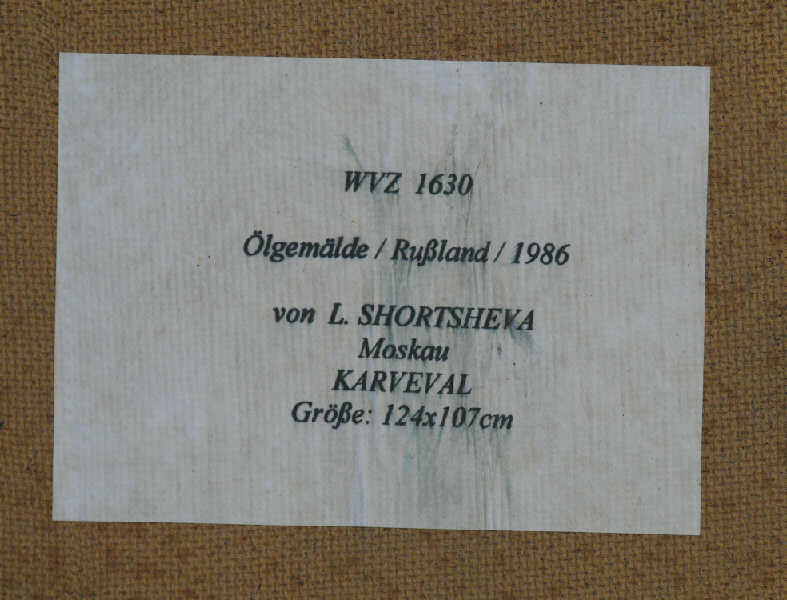 WVZ 1630
Ölgemälde / Rußland / 1986
von L. SHORTSHEVA
Moskau
KARVEVAL
Größe: 124x107cm